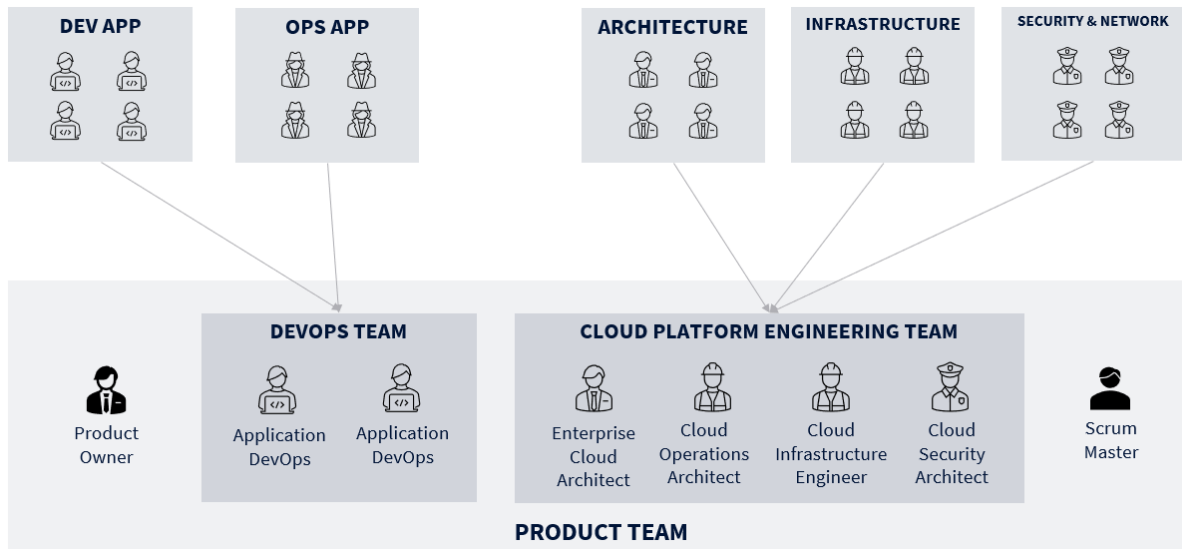 DEV APP
OPS APP
ARCHITECTURE
INFRASTRUCTURE
SECURITY & NETWORK
DEVOPS TEAM
CLOUD PLATFORM ENGINEERING TEAM
Product
Owner
Application
DevOps
Application
DevOps
Enterprise
Cloud
Architect
Cloud
Operations
Architect
Cloud
Infrastructure
Engineer
Cloud
Security
Architect
Scrum
Master
PRODUCT TEAM